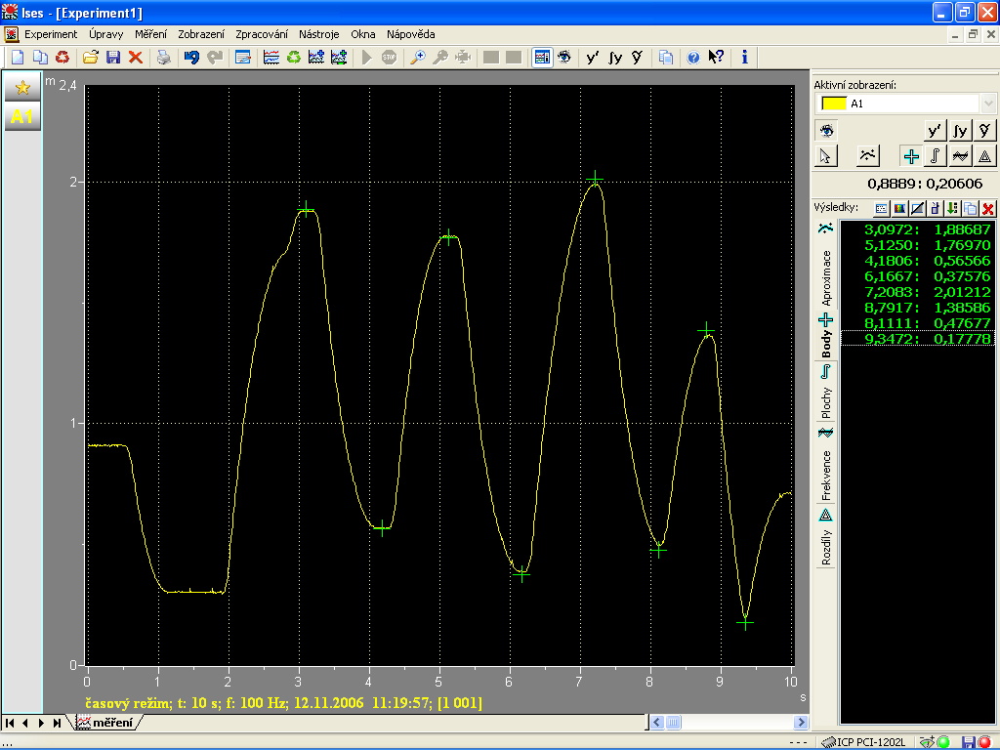 Ises - [Experiment1]
Experiment Úpravy Měření Zobrazení Zpracování Nástroje Okna Nápověda
STOP y' ∫y ỹ ? ? i
A1
m 2,4
2
1
0
0 1 2 3 4 5 6 7 8 9 10
s
časový režim; t: 10 s; f: 100 Hz; 12.11.2006 11:19:57; [1 001]
měření
Aktivní zobrazení:
A1
y' ∫y ỹ
0,8889: 0,20606
Výsledky:
Aproximace
Body
Plochy
Frekvence
Rozdíly
3,0972: 1,88687
5,1250: 1,76970
4,1806: 0,56566
6,1667: 0,37576
7,2083: 2,01212
8,7917: 1,38586
8,1111: 0,47677
9,3472: 0,17778
...
- - -
ICP PCI-1202L